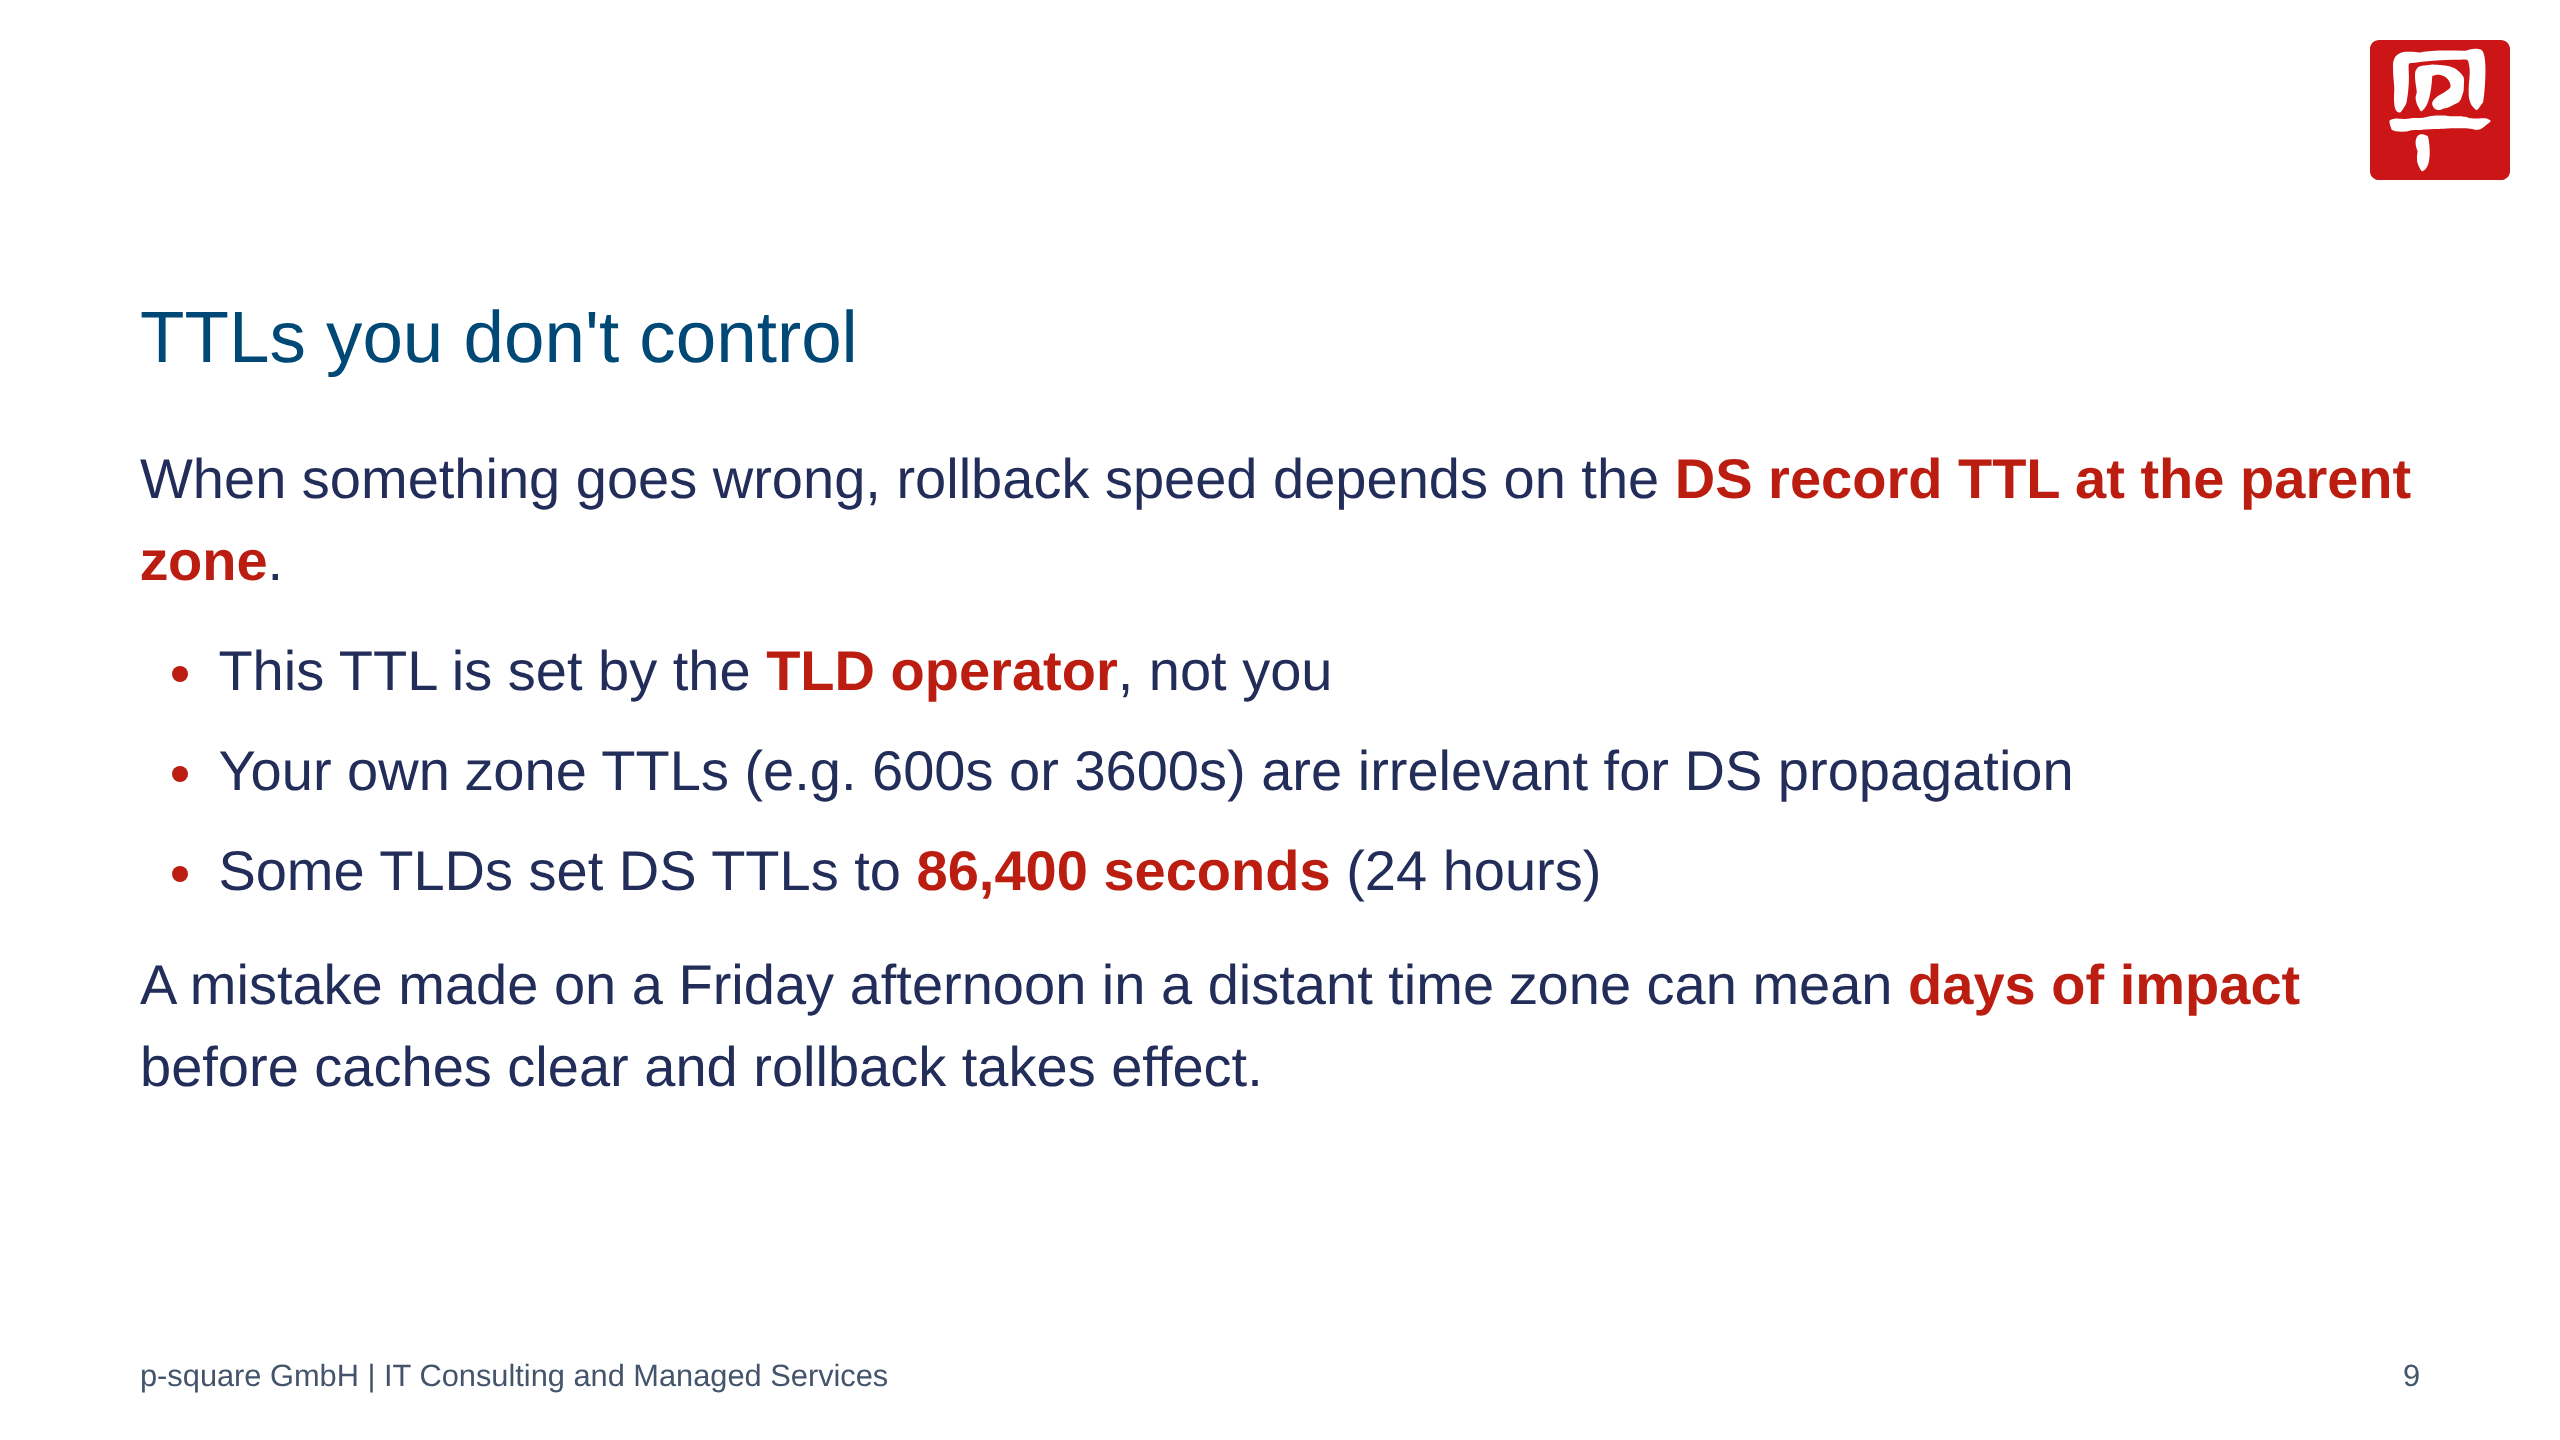 TTLs you don't control
When something goes wrong, rollback speed depends on the DS record TTL at the parent
zone.
• This TTL is set by the TLD operator, not you
• Your own zone TTLs (e.g. 600s or 3600s) are irrelevant for DS propagation
• Some TLDs set DS TTLs to 86,400 seconds (24 hours)
A mistake made on a Friday afternoon in a distant time zone can mean days of impact
before caches clear and rollback takes effect.
p-square GmbH | IT Consulting and Managed Services
9